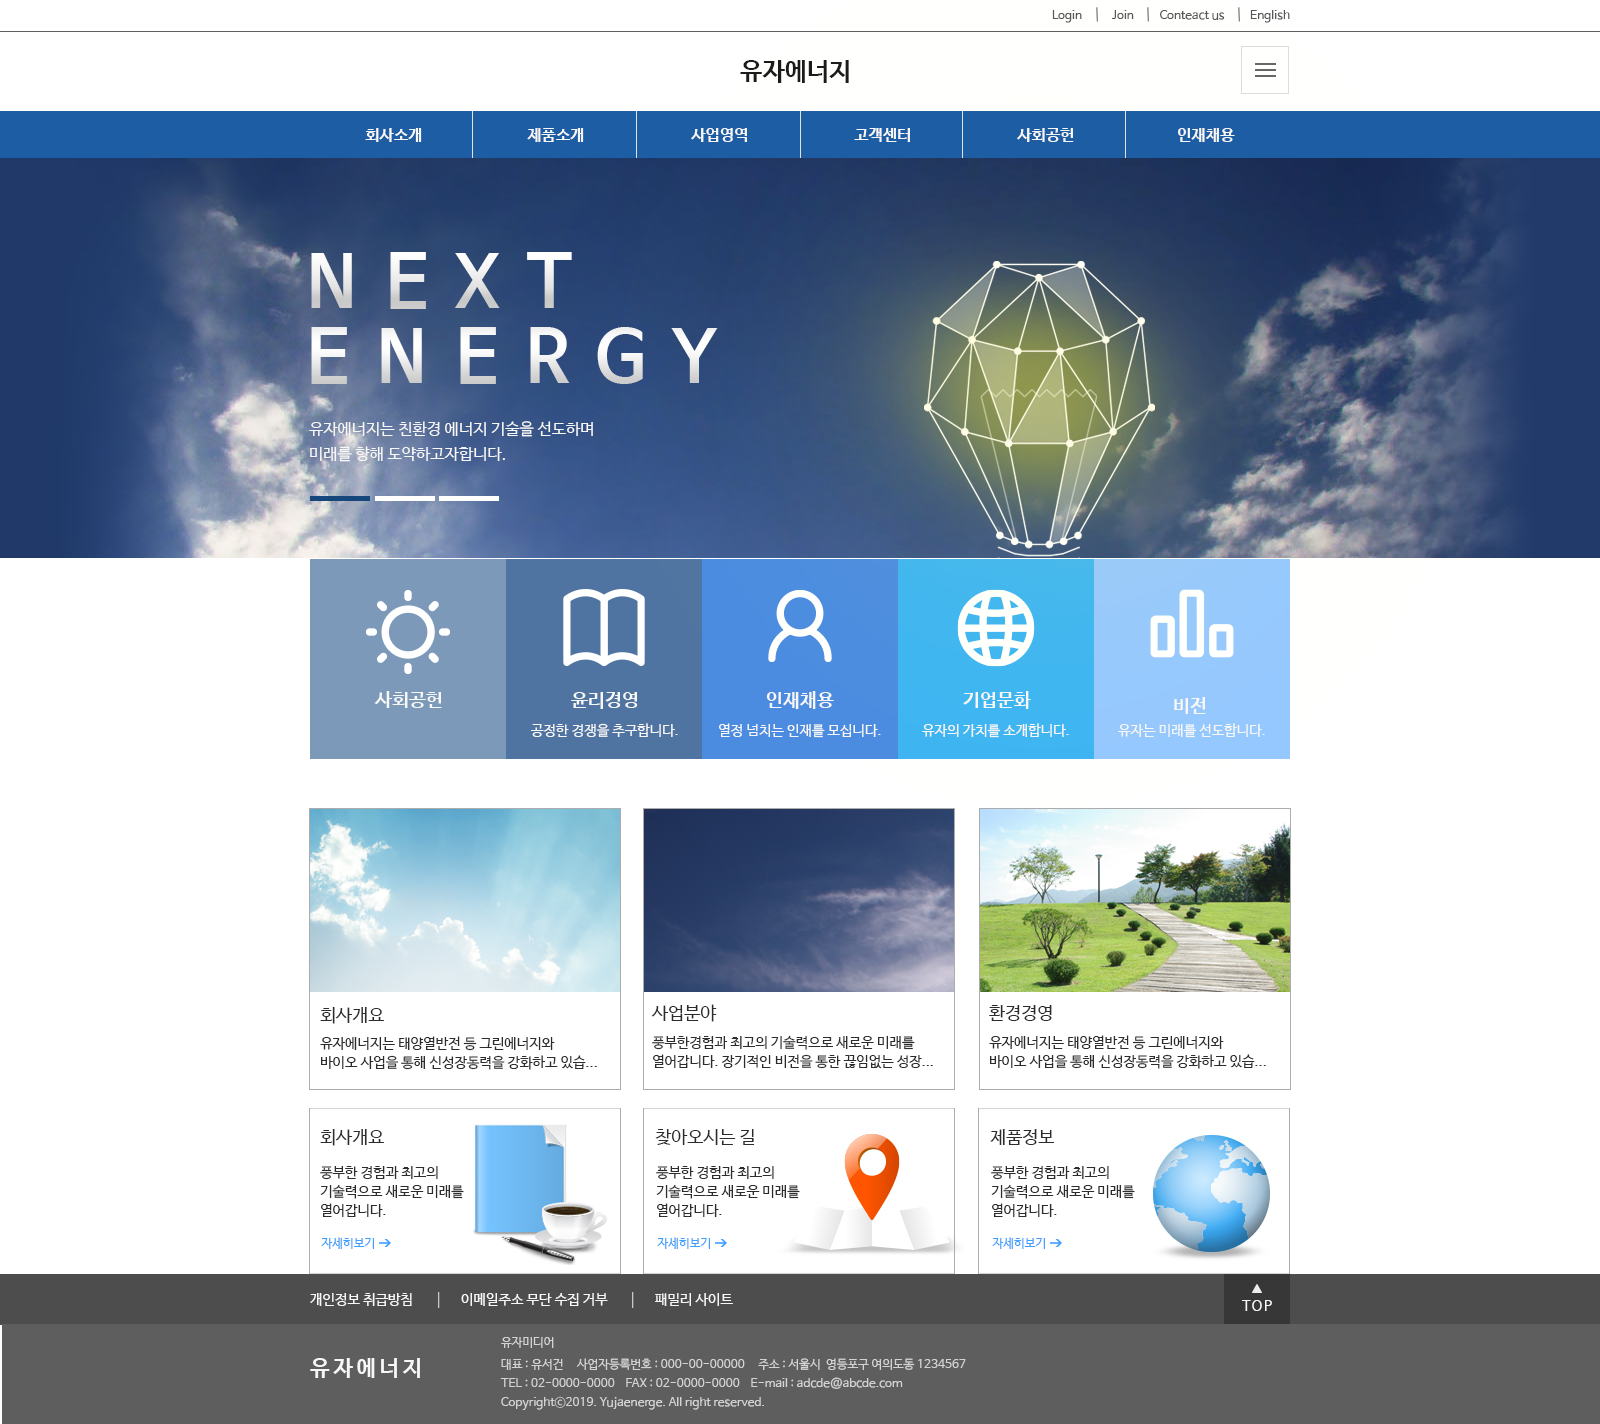 Login | Join | Conteact us | English
유자에너지
회사소개 제품소개 사업영역 고객센터 사회공헌 인재채용
NEXT
ENERGY
유자에너지는 친환경 에너지 기술을 선도하며
미래를 향해 도약하고자합니다.
사회공헌
윤리경영
공정한 경쟁을 추구합니다.
인재채용
열정 넘치는 인재를 모십니다.
기업문화
유자의 가치를 소개합니다.
비전
유자는 미래를 선도합니다.
회사개요
유자에너지는 태양열반전 등 그린에너지와
바이오 사업을 통해 신성장동력을 강화하고 있습...
사업분야
풍부한경험과 최고의 기술력으로 새로운 미래를
열어갑니다. 장기적인 비전을 통한 끊임없는 성장...
환경경영
유자에너지는 태양열반전 등 그린에너지와
바이오 사업을 통해 신성장동력을 강화하고 있습...
회사개요
풍부한 경험과 최고의
기술력으로 새로운 미래를
열어갑니다.
자세히보기 →
찾아오시는 길
풍부한 경험과 최고의
기술력으로 새로운 미래를
열어갑니다.
자세히보기 →
제품정보
풍부한 경험과 최고의
기술력으로 새로운 미래를
열어갑니다.
자세히보기 →
개인정보 취급방침 | 이메일주소 무단 수집 거부 | 패밀리 사이트
▲
TOP
유자에너지
유자미디어
대표 : 유서건 사업자등록번호 : 000-00-00000 주소 : 서울시 영등포구 여의도통 1234567
TEL : 02-0000-0000 FAX : 02-0000-0000 E-mail : adcde@abcde.com
Copyright©2019. Yujaenerge. All right reserved.